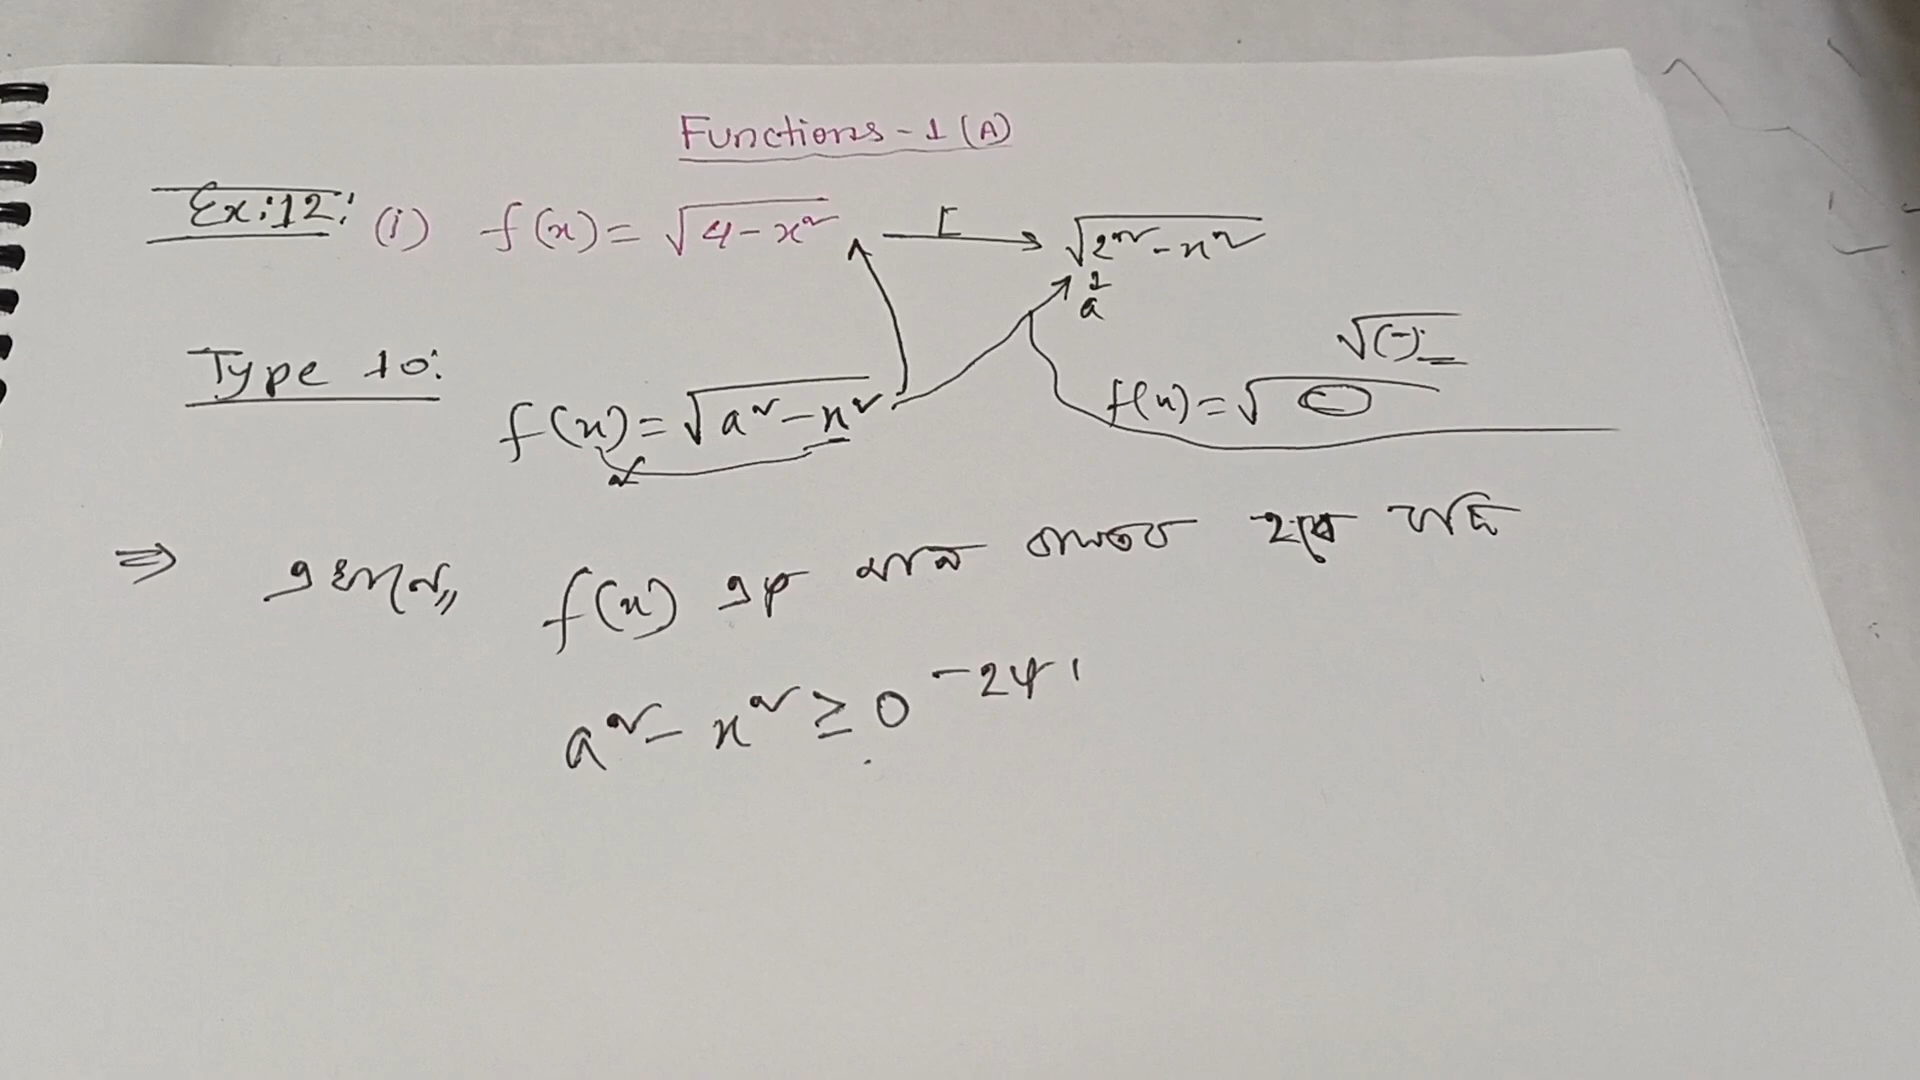 Functions - 1 (A)
Ex:12: (i) f(x) = √4-x² → √2²-x²
a
Type 10:
f(x) = √a²-x²
√(-)
f(x) = √
⇒ এখানে, f(x) এর মান বাস্তব হবে যদি
a² - x² ≥ 0 হয়।